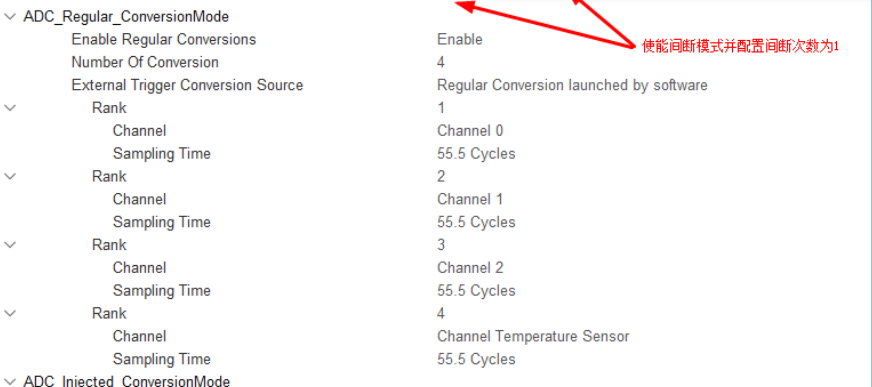 ADC_Regular_ConversionMode
Enable Regular Conversions Enable
使能间断模式并配置间断次数为1
Number Of Conversion 4
External Trigger Conversion Source Regular Conversion launched by software
Rank 1
Channel Channel 0
Sampling Time 55.5 Cycles
Rank 2
Channel Channel 1
Sampling Time 55.5 Cycles
Rank 3
Channel Channel 2
Sampling Time 55.5 Cycles
Rank 4
Channel Channel Temperature Sensor
Sampling Time 55.5 Cycles
ADC_Injected_ConversionMode